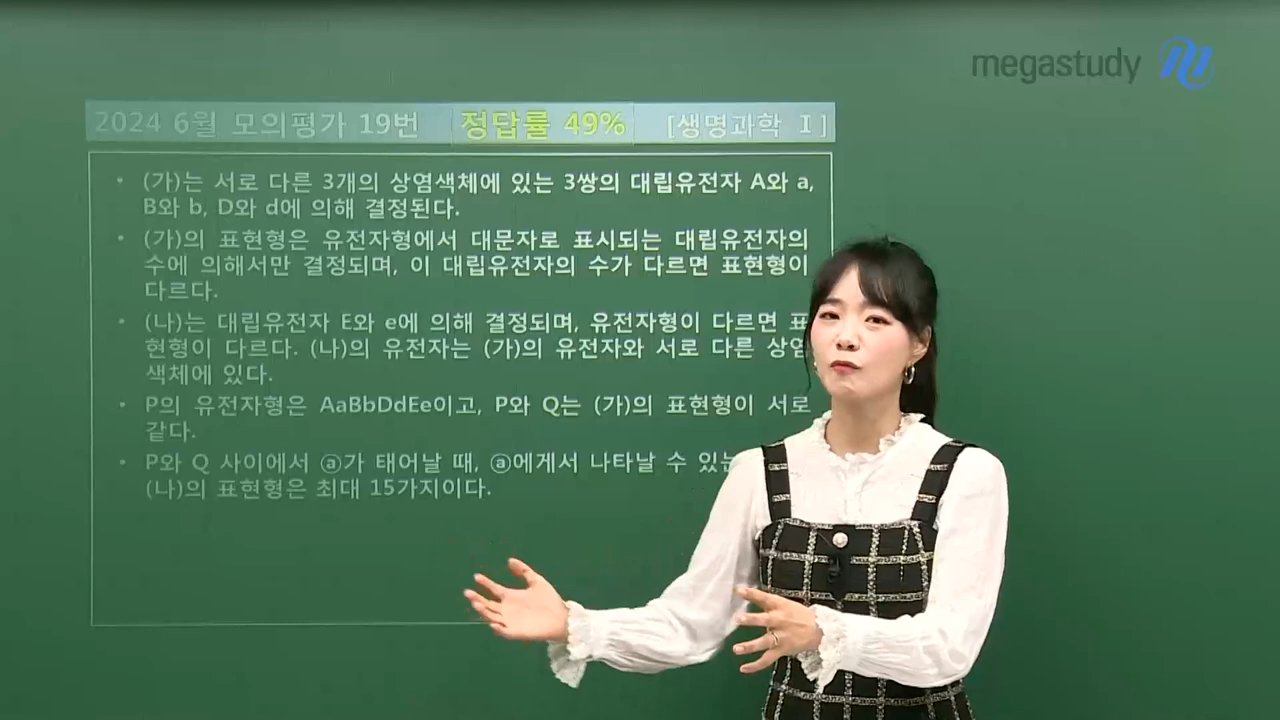 megastudy
2024 6월 모의평가 19번 정답률 49% [생명과학 Ⅰ]
• (가)는 서로 다른 3개의 상염색체에 있는 3쌍의 대립유전자 A와 a,
B와 b, D와 d에 의해 결정된다.
• (가)의 표현형은 유전자형에서 대문자로 표시되는 대립유전자의
수에 의해서만 결정되며, 이 대립유전자의 수가 다르면 표현형이
다르다.
• (나)는 대립유전자 E와 e에 의해 결정되며, 유전자형이 다르면 표
현형이 다르다. (나)의 유전자는 (가)의 유전자와 서로 다른 상염
색체에 있다.
• P의 유전자형은 AaBbDdEe이고, P와 Q는 (가)의 표현형이 서로
같다.
• P와 Q 사이에서 ⓐ가 태어날 때, ⓐ에게서 나타날 수 있는
(나)의 표현형은 최대 15가지이다.